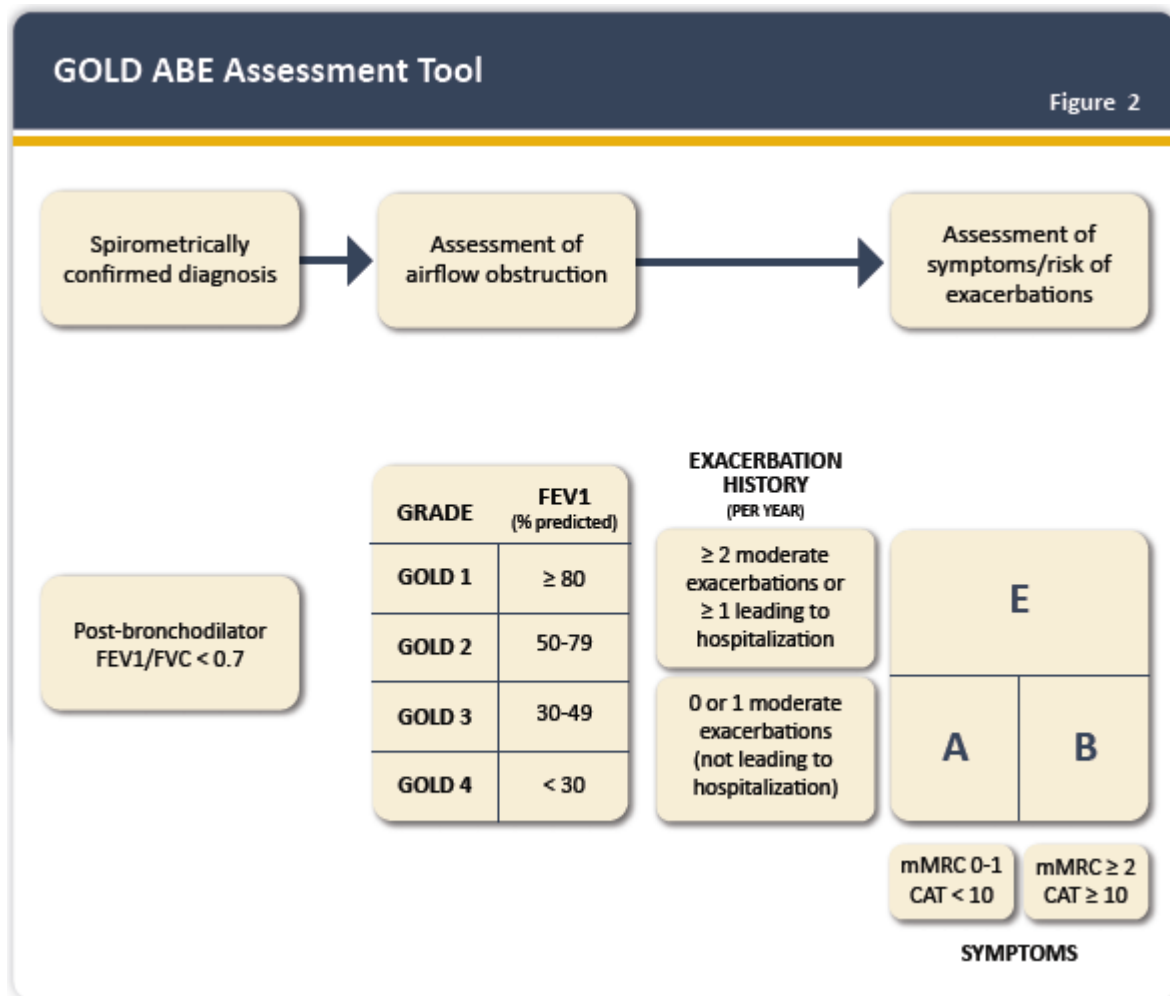 GOLD ABE Assessment Tool
Figure 2
Spirometrically
confirmed diagnosis
Assessment of
airflow obstruction
Assessment of
symptoms/risk of
exacerbations
Post-bronchodilator
FEV1/FVC < 0.7
GRADE
FEV1
(% predicted)
GOLD 1
≥ 80
GOLD 2
50-79
GOLD 3
30-49
GOLD 4
< 30
EXACERBATION
HISTORY
(PER YEAR)
≥ 2 moderate
exacerbations or
≥ 1 leading to
hospitalization
0 or 1 moderate
exacerbations
(not leading to
hospitalization)
E
A
B
mMRC 0-1
CAT < 10
mMRC ≥ 2
CAT ≥ 10
SYMPTOMS